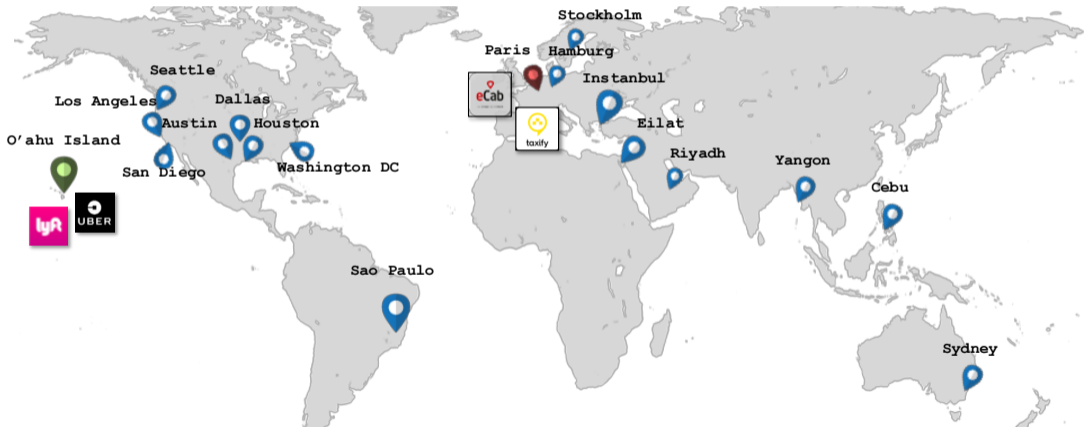 Stockholm
Paris
Hamburg
Seattle
Instanbul
Los Angeles
Dallas
eCab
Austin
Houston
Eilat
taxify
O'ahu Island
Riyadh
Yangon
San Diego
Washington DC
Cebu
lyft
UBER
Sao Paulo
Sydney